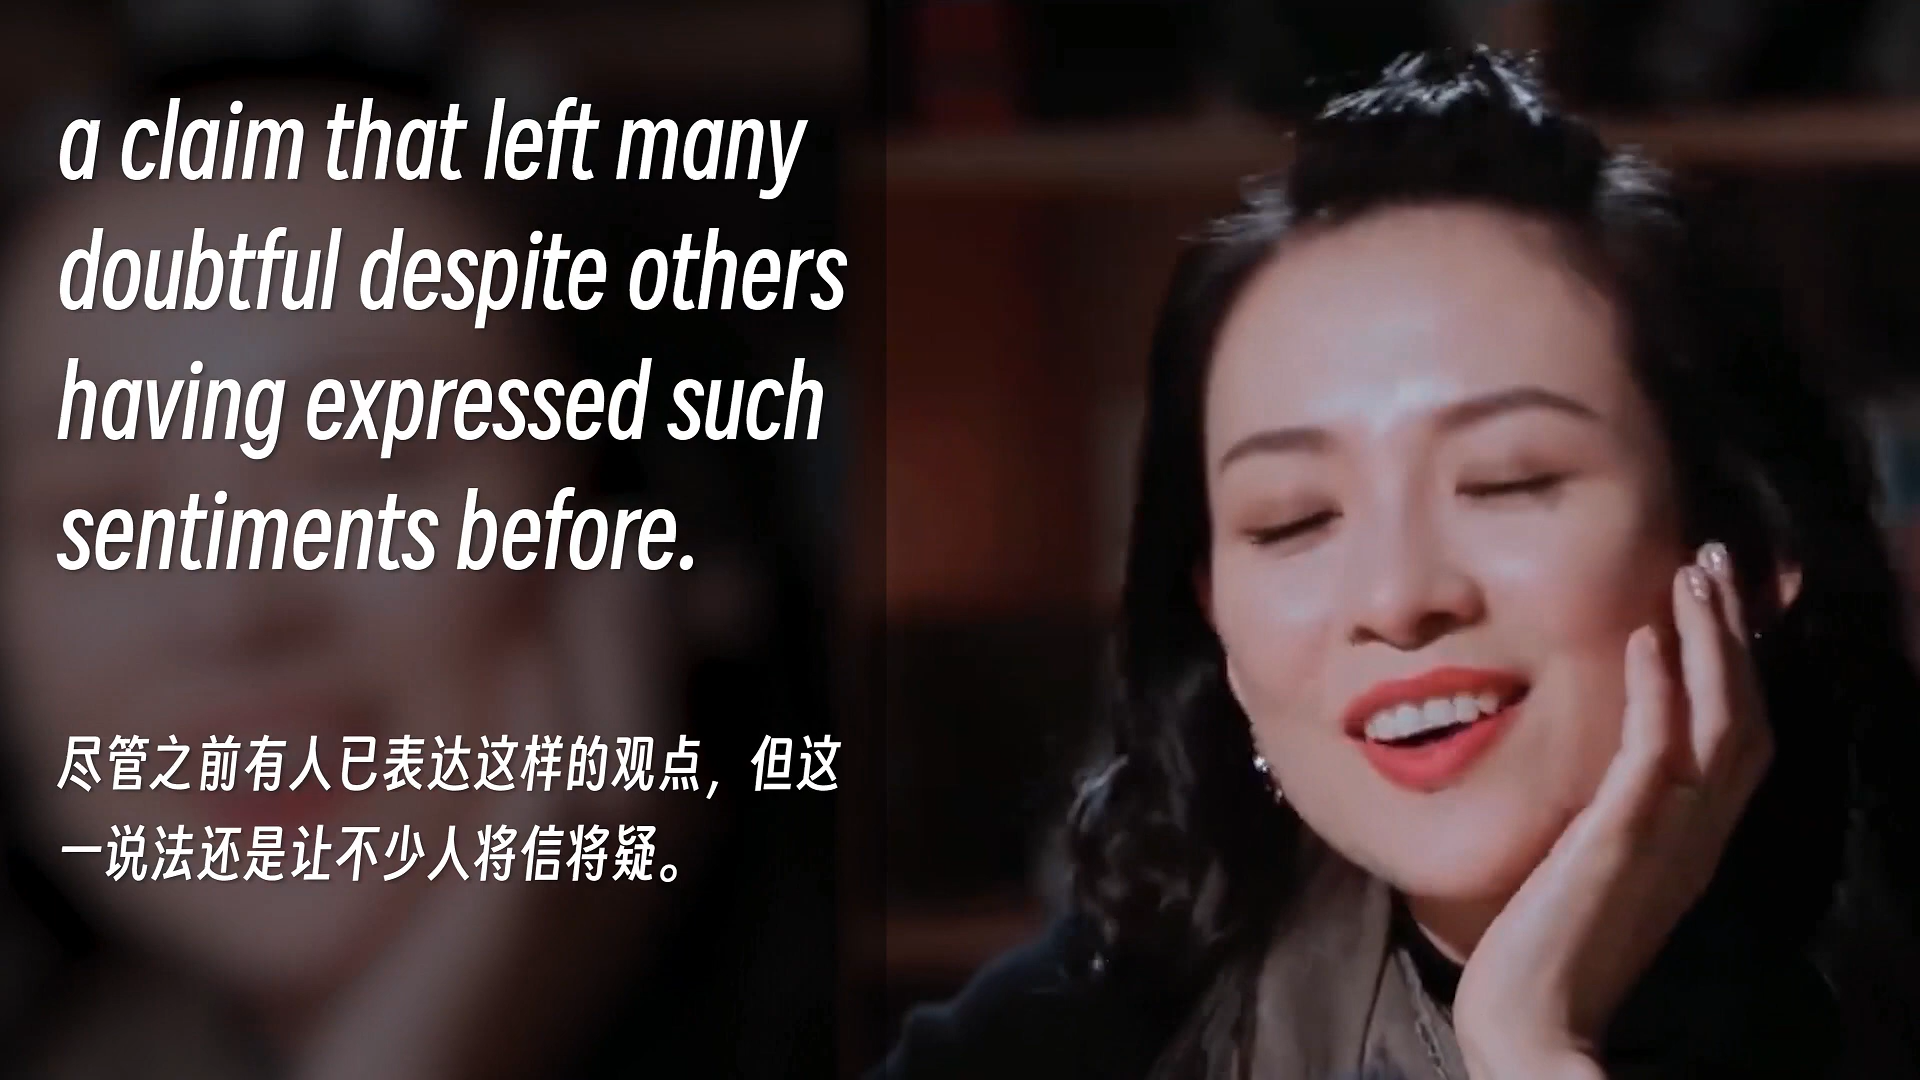 a claim that left many
doubtful despite others
having expressed such
sentiments before.
尽管之前有人已表达这样的观点，但这
一说法还是让不少人将信将疑。